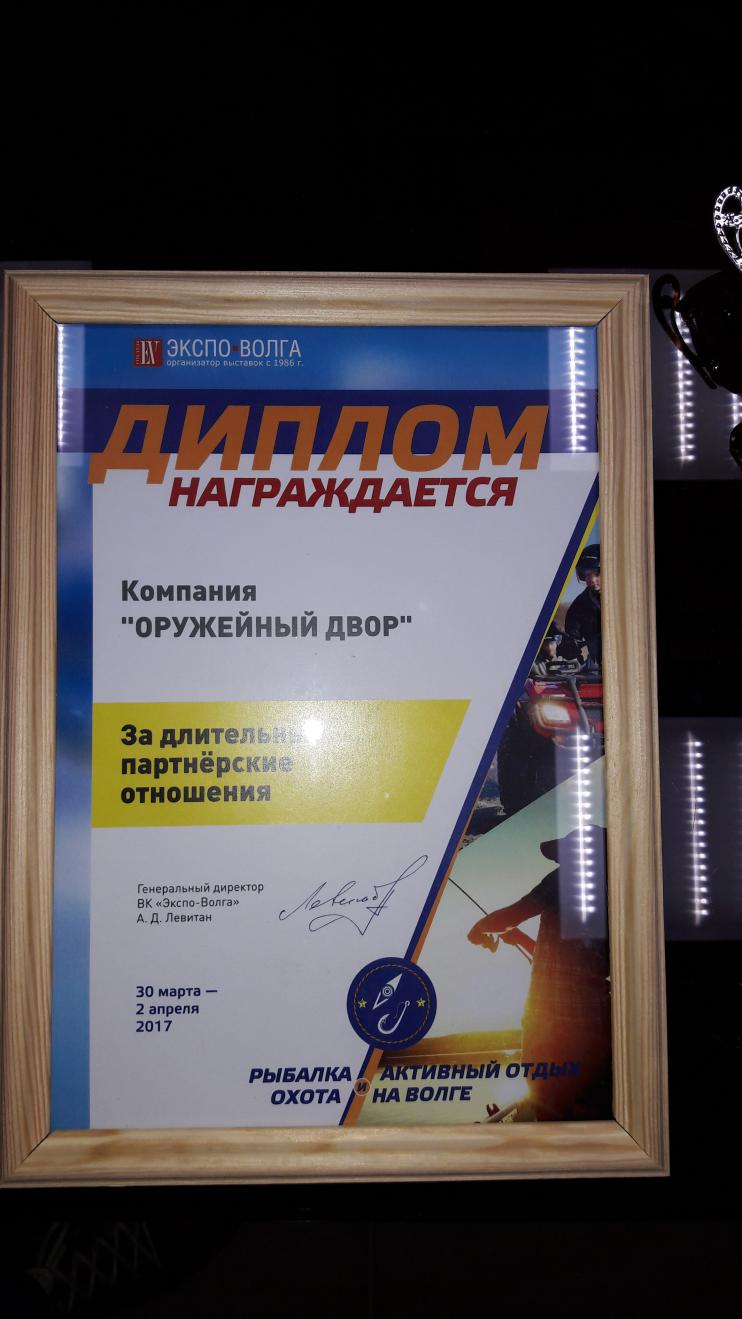 ЭКСПО-ВОЛГА
организатор выставок с 1986 г.
ДИПЛОМ
НАГРАЖДАЕТСЯ
Компания
"ОРУЖЕЙНЫЙ ДВОР"
За длительные
партнёрские
отношения
Генеральный директор
ВК «Экспо-Волга»
А. Д. Левитан
30 марта —
2 апреля
2017
РЫБАЛКА И АКТИВНЫЙ ОТДЫХ
ОХОТА НА ВОЛГЕ